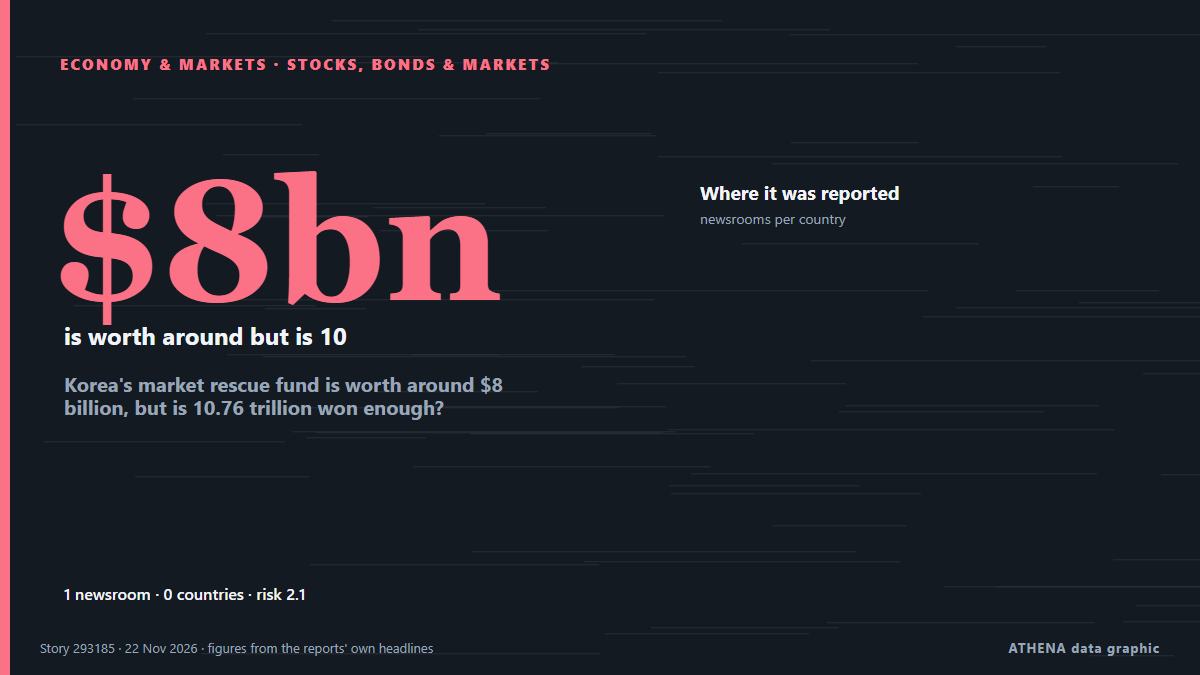 ECONOMY & MARKETS · STOCKS, BONDS & MARKETS
$8bn
is worth around but is 10
Korea's market rescue fund is worth around $8
billion, but is 10.76 trillion won enough?
Where it was reported
newsrooms per country
1 newsroom · 0 countries · risk 2.1
Story 293185 · 22 Nov 2026 · figures from the reports' own headlines
ATHENA data graphic